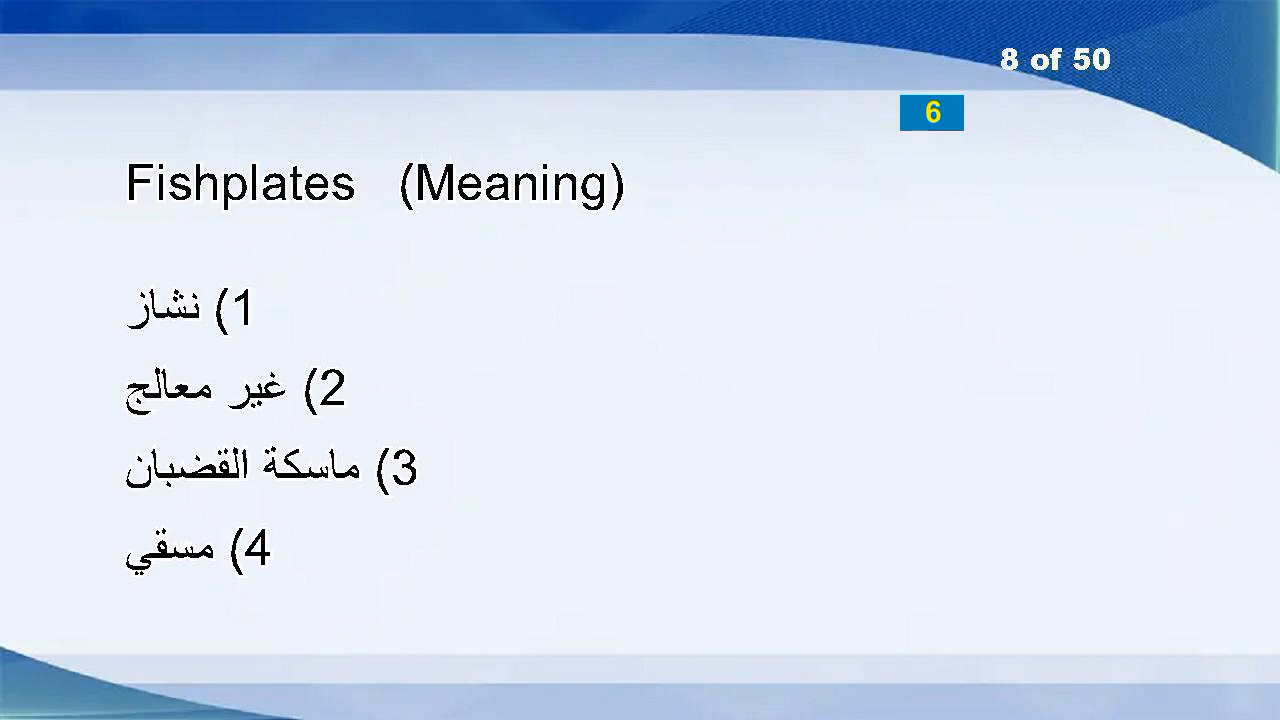 8 of 50
6
Fishplates (Meaning)
1) نشاز
2) غير معالج
3) ماسكة القضبان
4) مسقي